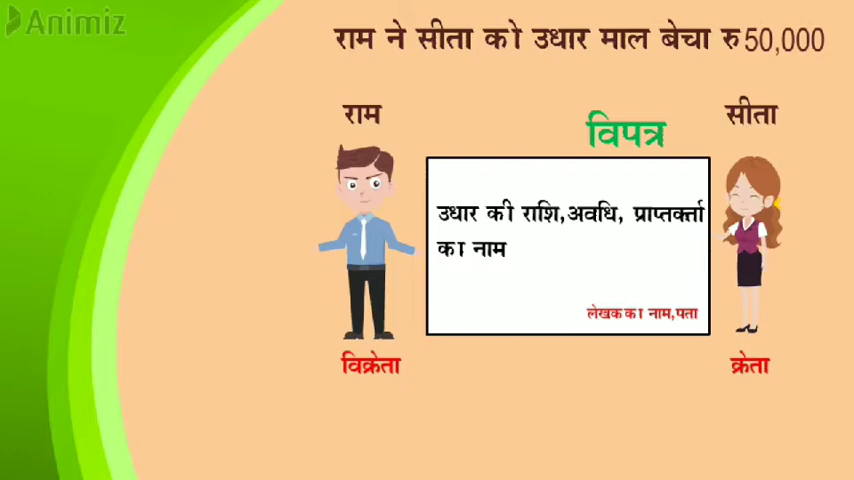 Animiz
राम ने सीता को उधार माल बेचा रु 50,000
राम
विपत्र
सीता
उधार की राशि,अवधि, प्राप्तकर्त्ता
का नाम
लेखक का नाम,पता
विक्रेता
क्रेता